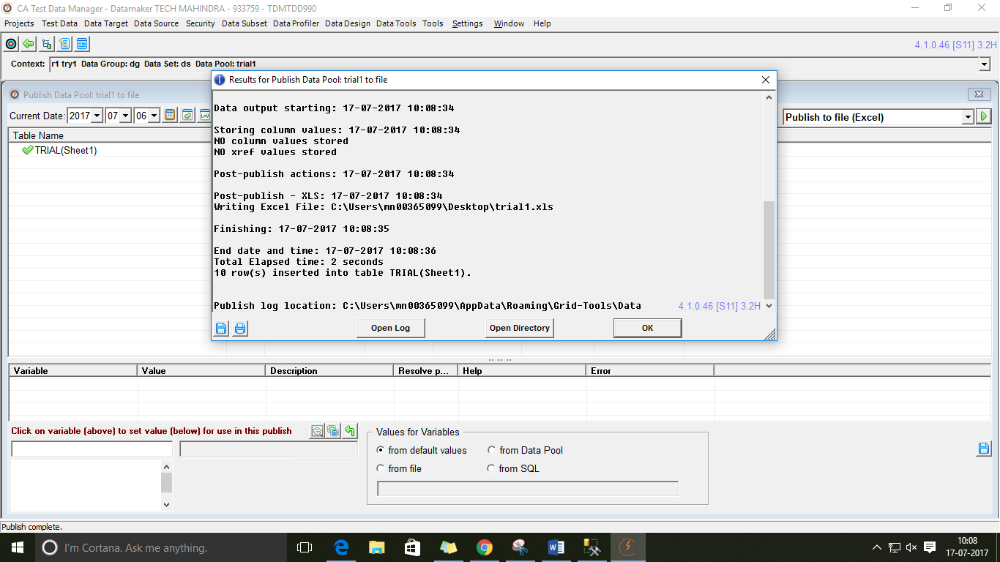 CA Test Data Manager - Datamaker TECH MAHINDRA - 933759 - TDMTDD990
Projects Test Data Data Target Data Source Security Data Subset Data Profiler Data Design Data Tools Tools Settings Window Help
4.1.0.46 [S11] 3.2H
Context: r1 try1 Data Group: dg Data Set: ds Data Pool: trial1
Publish Data Pool: trial1 to file
Current Date: 2017 07 06
Publish to file (Excel)
Table Name
TRIAL(Sheet1)
Results for Publish Data Pool: trial1 to file
Data output starting: 17-07-2017 10:08:34
Storing column values: 17-07-2017 10:08:34
NO column values stored
NO xref values stored
Post-publish actions: 17-07-2017 10:08:34
Post-publish - XLS: 17-07-2017 10:08:34
Writing Excel File: C:\Users\mn00365099\Desktop\trial1.xls
Finishing: 17-07-2017 10:08:35
End date and time: 17-07-2017 10:08:36
Total Elapsed time: 2 seconds
10 row(s) inserted into table TRIAL(Sheet1).
Publish log location: C:\Users\mn00365099\AppData\Roaming\Grid-Tools\Data
4.1.0.46 [S11] 3.2H
Open Log Open Directory OK
Variable Value Description Resolve p... Help Error
Click on variable (above) to set value (below) for use in this publish
Values for Variables
from default values from Data Pool
from file from SQL
Publish complete.
I'm Cortana. Ask me anything.
10:08
17-07-2017